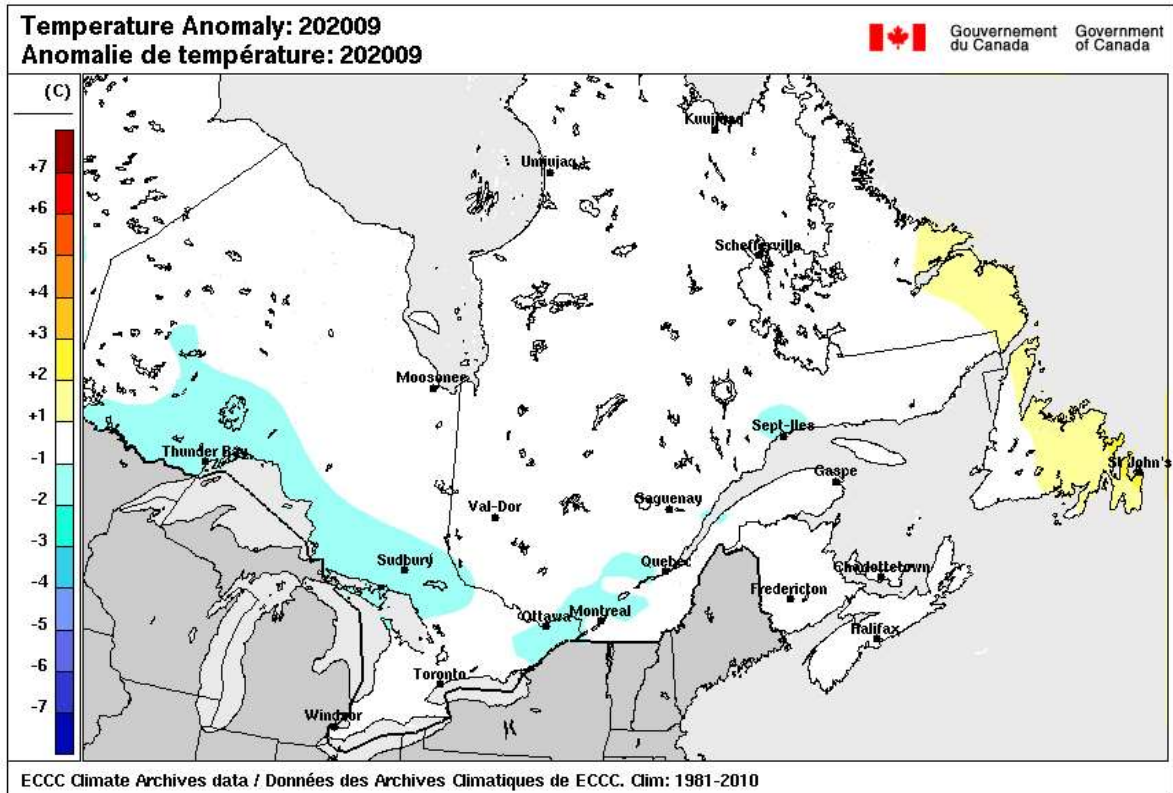 Temperature Anomaly: 202009
Anomalie de température: 202009
Gouvernement du Canada
Government of Canada
(C)
+7
+6
+5
+4
+3
+2
+1
-1
-2
-3
-4
-5
-6
-7
Kuujjuaq
Umiujaq
Schefferville
Moosonee
Sept-Iles
Thunder Bay
St John's
Gaspe
Saguenay
Val-Dor
Sudbury
Quebec
Charlottetown
Fredericton
Ottawa
Montreal
Halifax
Toronto
Windsor
ECCC Climate Archives data / Données des Archives Climatiques de ECCC. Clim: 1981-2010